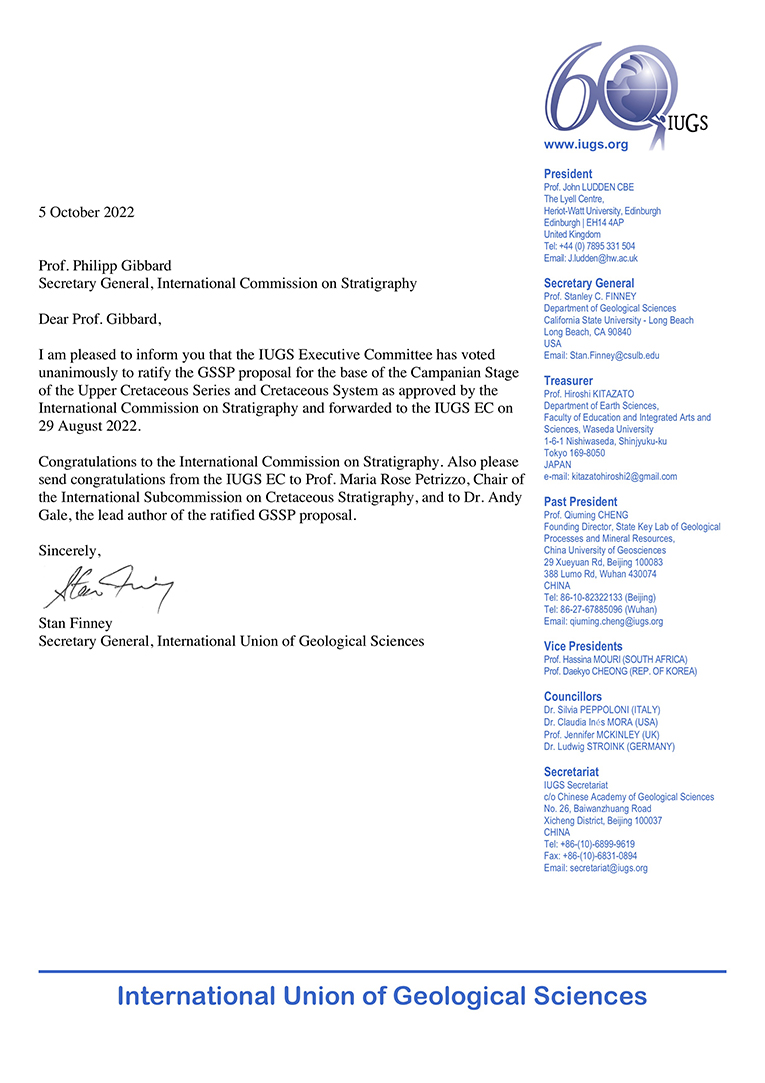 60 IUGS
www.iugs.org
President
Prof. John LUDDEN CBE
The Lyell Centre,
Heriot-Watt University, Edinburgh
Edinburgh | EH14 4AP
United Kingdom
Tel: +44 (0) 7895 331 504
Email: J.ludden@hw.ac.uk
Secretary General
Prof. Stanley C. FINNEY
Department of Geological Sciences
California State University - Long Beach
Long Beach, CA 90840
USA
Email: Stan.Finney@csulb.edu
Treasurer
Prof. Hiroshi KITAZATO
Department of Earth Sciences,
Faculty of Education and Integrated Arts and
Sciences, Waseda University
1-6-1 Nishiwaseda, Shinjyuku-ku
Tokyo 169-8050
JAPAN
e-mail: kitazatohiroshi2@gmail.com
Past President
Prof. Qiuming CHENG
Founding Director, State Key Lab of Geological
Processes and Mineral Resources,
China University of Geosciences
29 Xueyuan Rd, Beijing 100083
388 Lumo Rd, Wuhan 430074
CHINA
Tel: 86-10-82322133 (Beijing)
Tel: 86-27-67885096 (Wuhan)
Email: qiuming.cheng@iugs.org
Vice Presidents
Prof. Hassina MOURI (SOUTH AFRICA)
Prof. Daekyo CHEONG (REP. OF KOREA)
Councillors
Dr. Silvia PEPPOLONI (ITALY)
Dr. Claudia Inés MORA (USA)
Prof. Jennifer MCKINLEY (UK)
Dr. Ludwig STROINK (GERMANY)
Secretariat
IUGS Secretariat
c/o Chinese Academy of Geological Sciences
No. 26, Baiwanzhuang Road
Xicheng District, Beijing 100037
CHINA
Tel: +86-(10)-6899-9619
Fax: +86-(10)-6831-0894
Email: secretariat@iugs.org
5 October 2022
Prof. Philipp Gibbard
Secretary General, International Commission on Stratigraphy
Dear Prof. Gibbard,
I am pleased to inform you that the IUGS Executive Committee has voted
unanimously to ratify the GSSP proposal for the base of the Campanian Stage
of the Upper Cretaceous Series and Cretaceous System as approved by the
International Commission on Stratigraphy and forwarded to the IUGS EC on
29 August 2022.
Congratulations to the International Commission on Stratigraphy. Also please
send congratulations from the IUGS EC to Prof. Maria Rose Petrizzo, Chair of
the International Subcommission on Cretaceous Stratigraphy, and to Dr. Andy
Gale, the lead author of the ratified GSSP proposal.
Sincerely,
Stan Finney
Stan Finney
Secretary General, International Union of Geological Sciences
International Union of Geological Sciences